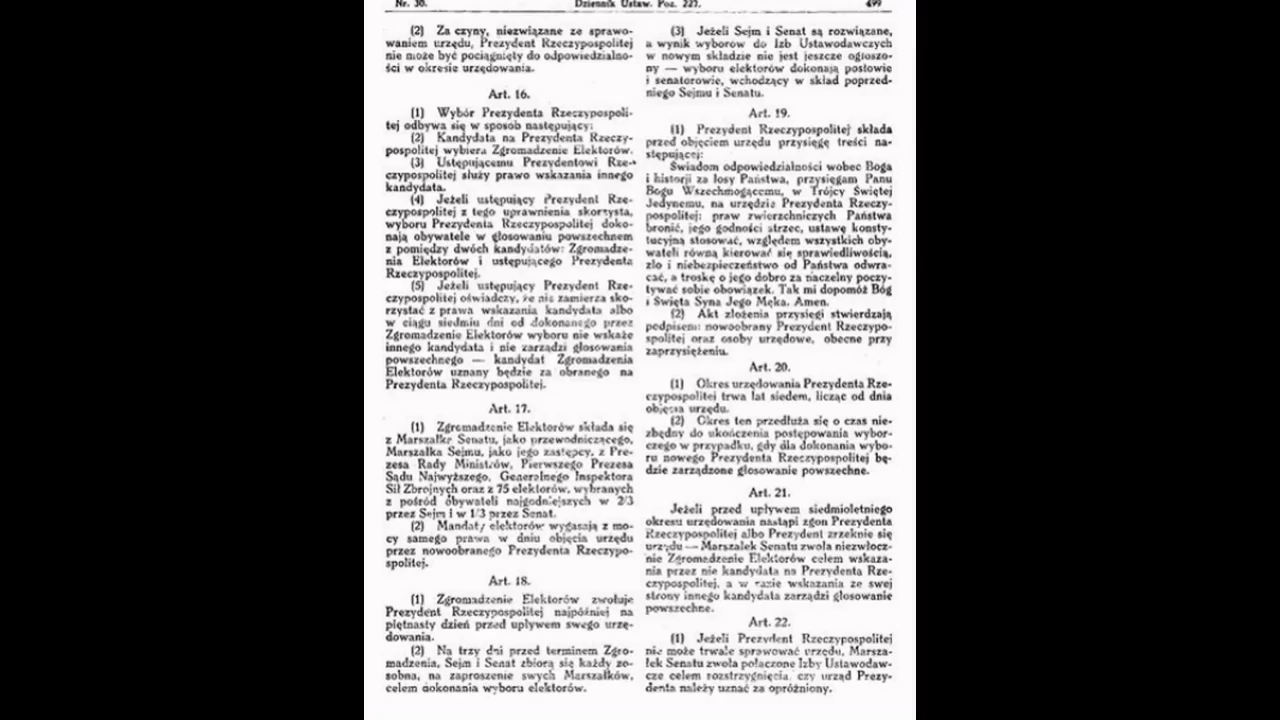 Nr. 30.
Dziennik Ustaw. Poz. 227.
499
(2) Za czyny, niezwiązane ze sprawo-
waniem urzędu, Prezydent Rzeczypospolitej
nie może być pociągnięty do odpowiedzialno-
ści w okresie urzędowania.
Art. 16.
(1) Wybór Prezydenta Rzeczypospoli-
tej odbywa się w sposób następujący:
(2) Kandydata na Prezydenta Rzeczy-
pospolitej wybiera Zgromadzenie Elektorów.
(3) Ustępującemu Prezydentowi Rze-
czypospolitej służy prawo wskazania innego
kandydata.
(4) Jeżeli ustępujący Prezydent Rze-
czypospolitej z tego uprawnienia skorzysta,
wyboru Prezydenta Rzeczypospolitej doko-
nają obywatele w głosowaniu powszechnem
z pomiędzy dwóch kandydatów: Zgromadze-
nia Elektorów i ustępującego Prezydenta
Rzeczypospolitej.
(5) Jeżeli ustępujący Prezydent Rze-
czypospolitej oświadczy, że nie zamierza sko-
rzystać z prawa wskazania kandydata albo
w ciągu siedmiu dni od dokonanego przez
Zgromadzenie Elektorów wyboru nie wskaże
innego kandydata i nie zarządzi głosowania
powszechnego — kandydat Zgromadzenia
Elektorów uznany będzie za obranego na
Prezydenta Rzeczypospolitej.
Art. 17.
(1) Zgromadzenie Elektorów składa się
z Marszałka Senatu, jako przewodniczącego,
Marszałka Sejmu, jako jego zastępcy, z Pre-
zesa Rady Ministrów, Pierwszego Prezesa
Sądu Najwyższego, Generalnego Inspektora
Sił Zbrojnych oraz z 75 elektorów, wybranych
z pośród obywateli najgodniejszych w 2/3
przez Sejm i w 1/3 przez Senat.
(2) Mandaty elektorów wygasają z mo-
cy samego prawa w dniu objęcia urzędu
przez nowoobranego Prezydenta Rzeczypo-
spolitej.
Art. 18.
(1) Zgromadzenie Elektorów zwołuje
Prezydent Rzeczypospolitej najpóźniej na
piętnasty dzień przed upływem swego urzę-
dowania.
(2) Na trzy dni przed terminem Zgro-
madzenia, Sejm i Senat zbiorą się każdy zo-
sobna, na zaproszenie swych Marszałków,
celem dokonania wyboru elektorów.
(3) Jeżeli Sejm i Senat są rozwiązane,
a wynik wyborów do Izb Ustawodawczych
w nowym składzie nie jest jeszcze ogłoszo-
ny — wyboru elektorów dokonają posłowie
i senatorowie, wchodzący w skład poprzed-
niego Sejmu i Senatu.
Art. 19.
(1) Prezydent Rzeczypospolitej składa
przed objęciem urzędu przysięgę treści na-
stępującej:
Świadom odpowiedzialności wobec Boga
i historji za losy Państwa, przysięgam Panu
Bogu Wszechmogącemu, w Trójcy Świętej
Jedynemu, na urzędzie Prezydenta Rzeczy-
pospolitej: praw zwierzchniczych Państwa
bronić, jego godności strzec, ustawę konsty-
tucyjną stosować, względem wszystkich oby-
wateli równą kierować się sprawiedliwością,
zło i niebezpieczeństwo od Państwa odwra-
cać, a troskę o jego dobro za naczelny poczy-
tywać sobie obowiązek. Tak mi dopomóż Bóg
i Święta Syna Jego Męka. Amen.
(2) Akt złożenia przysięgi stwierdzają
podpisem: nowoobrany Prezydent Rzeczypo-
spolitej oraz osoby urzędowe, obecne przy
zaprzysiężeniu.
Art. 20.
(1) Okres urzędowania Prezydenta Rze-
czypospolitej trwa lat siedem, licząc od dnia
objęcia urzędu.
(2) Okres ten przedłuża się o czas nie-
zbędny do ukończenia postępowania wybor-
czego w przypadku, gdy dla dokonania wybo-
ru nowego Prezydenta Rzeczypospolitej bę-
dzie zarządzone głosowanie powszechne.
Art. 21.
Jeżeli przed upływem siedmioletniego
okresu urzędowania nastąpi zgon Prezydenta
Rzeczypospolitej albo Prezydent zrzeknie się
urzędu — Marszałek Senatu zwoła niezwłocz-
nie Zgromadzenie Elektorów celem wskaza-
nia przez nie kandydata na Prezydenta Rze-
czypospolitej, a w razie wskazania ze swej
strony innego kandydata zarządzi głosowanie
powszechne.
Art. 22.
(1) Jeżeli Prezydent Rzeczypospolitej
nie może trwale sprawować urzędu, Marsza-
łek Senatu zwoła połączone Izby Ustawodaw-
cze celem rozstrzygnięcia, czy urząd Prezy-
denta należy uznać za opróżniony.